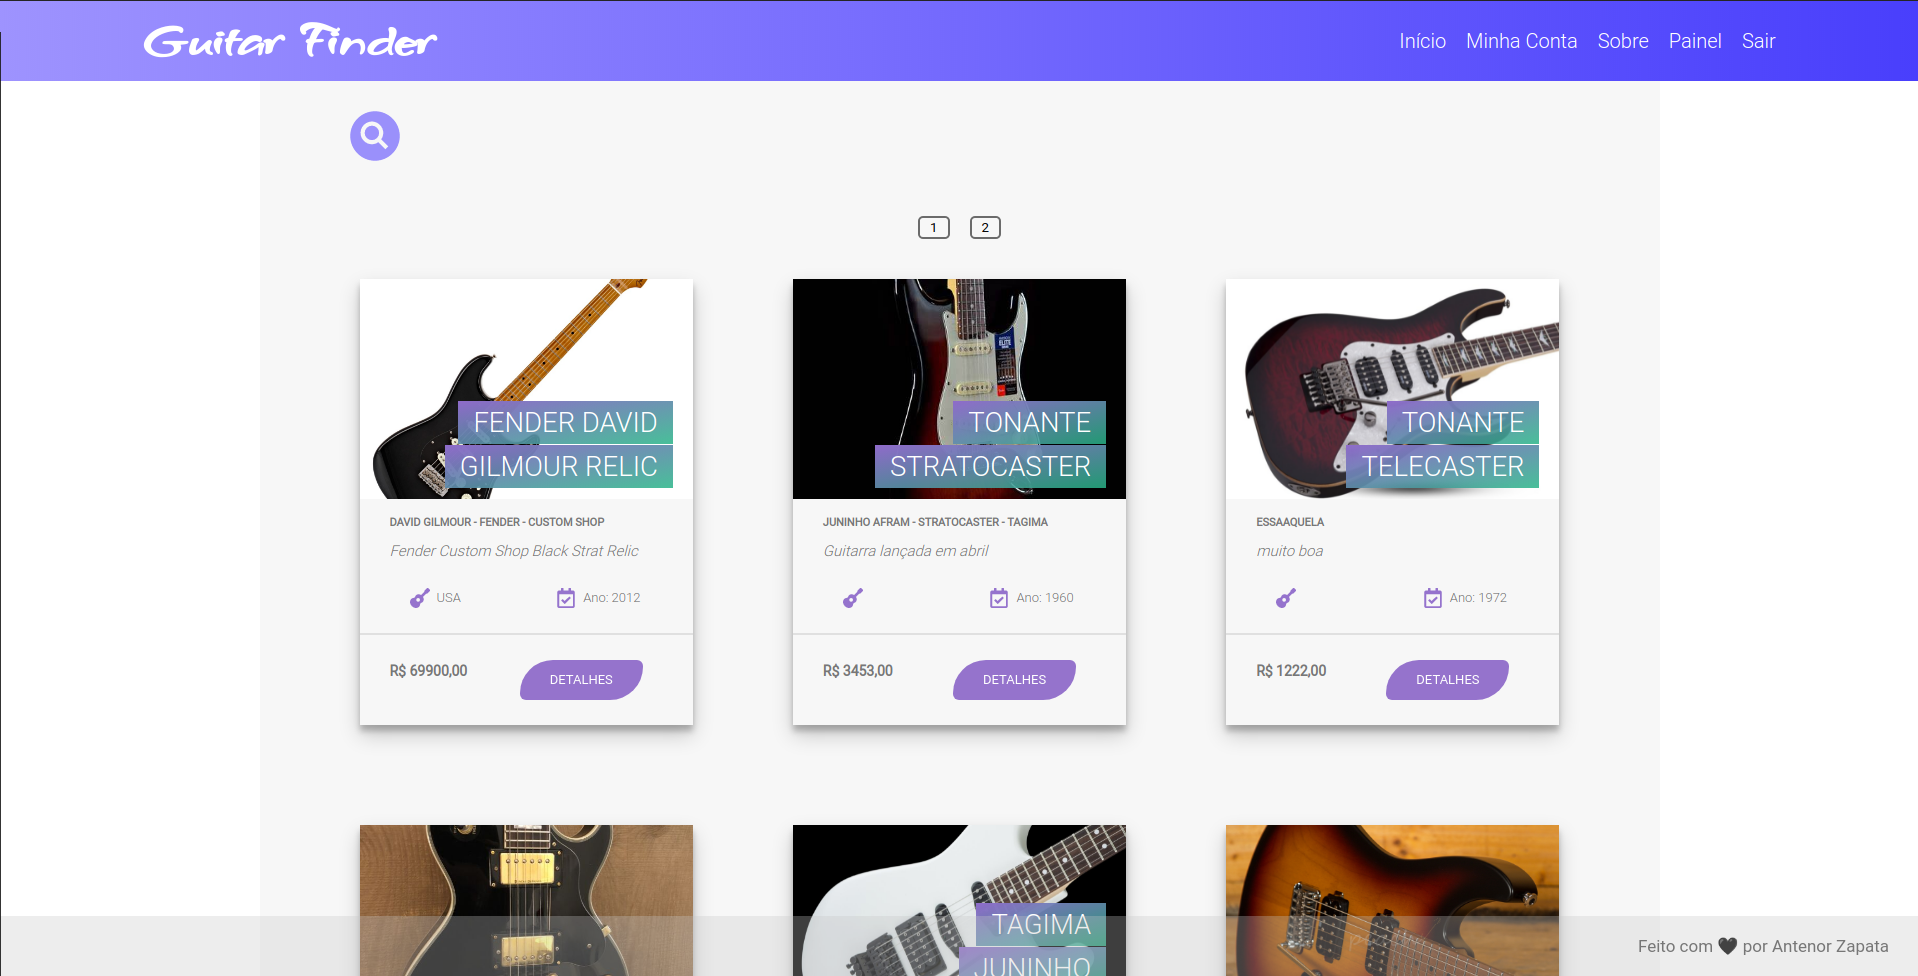 Guitar Finder
Início Minha Conta Sobre Painel Sair
1 2
FENDER DAVID
GILMOUR RELIC
DAVID GILMOUR - FENDER - CUSTOM SHOP
Fender Custom Shop Black Strat Relic
USA Ano: 2012
R$ 69900,00 DETALHES
TONANTE
STRATOCASTER
ELITE
JUNINHO AFRAM - STRATOCASTER - TAGIMA
Guitarra lançada em abril
Ano: 1960
R$ 3453,00 DETALHES
TONANTE
TELECASTER
ESSAAQUELA
muito boa
Ano: 1972
R$ 1222,00 DETALHES
TAGIMA
JUNINHO
Feito com 🖤 por Antenor Zapata